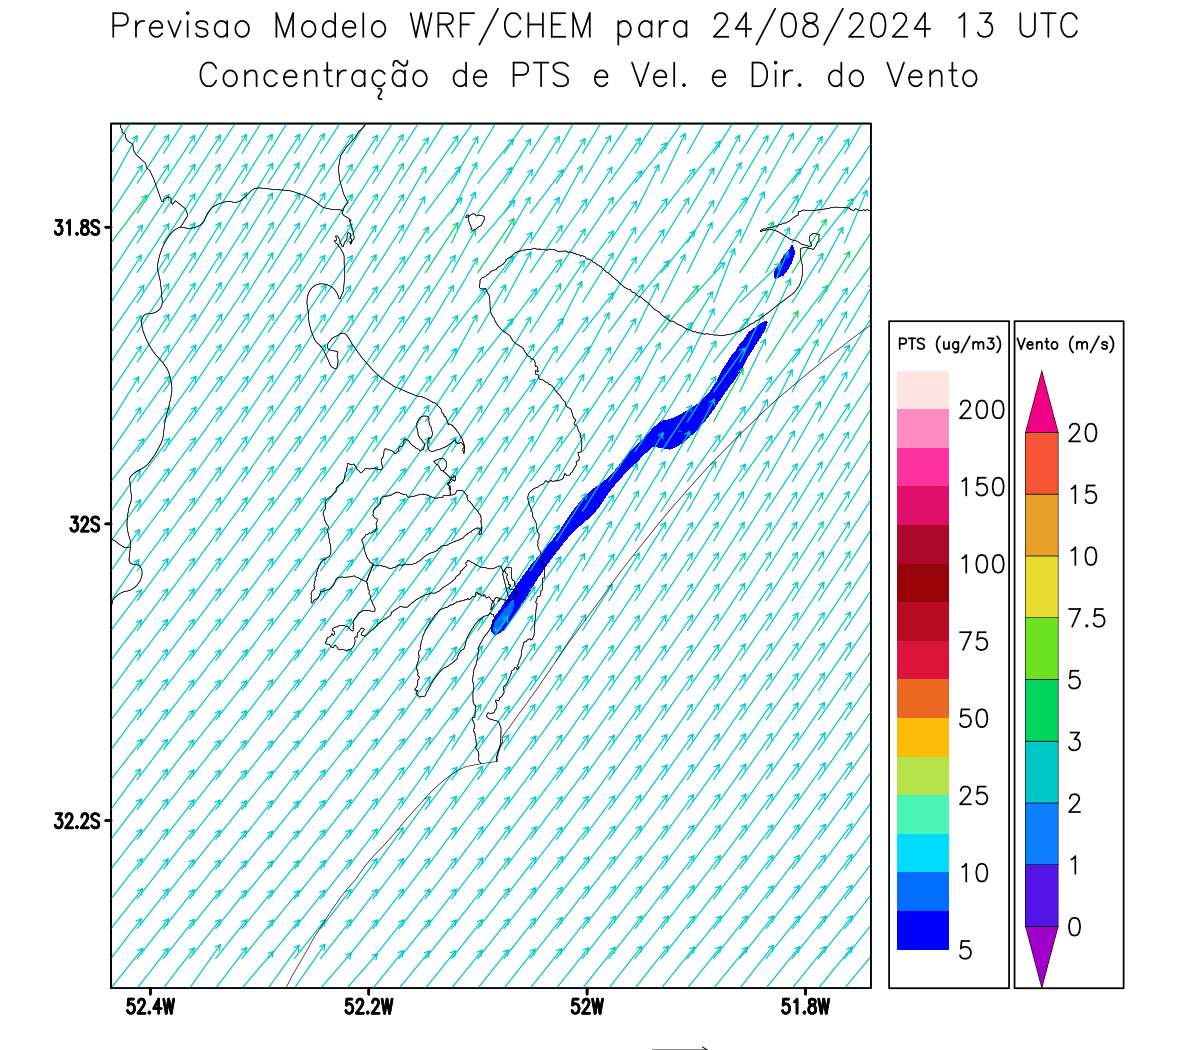 Previsao Modelo WRF/CHEM para 24/08/2024 13 UTC
Concentração de PTS e Vel. e Dir. do Vento
31.8S
32S
32.2S
52.4W 52.2W 52W 51.8W
PTS (ug/m3)
200
150
100
75
50
25
10
5
Vento (m/s)
20
15
10
7.5
5
3
2
1
0